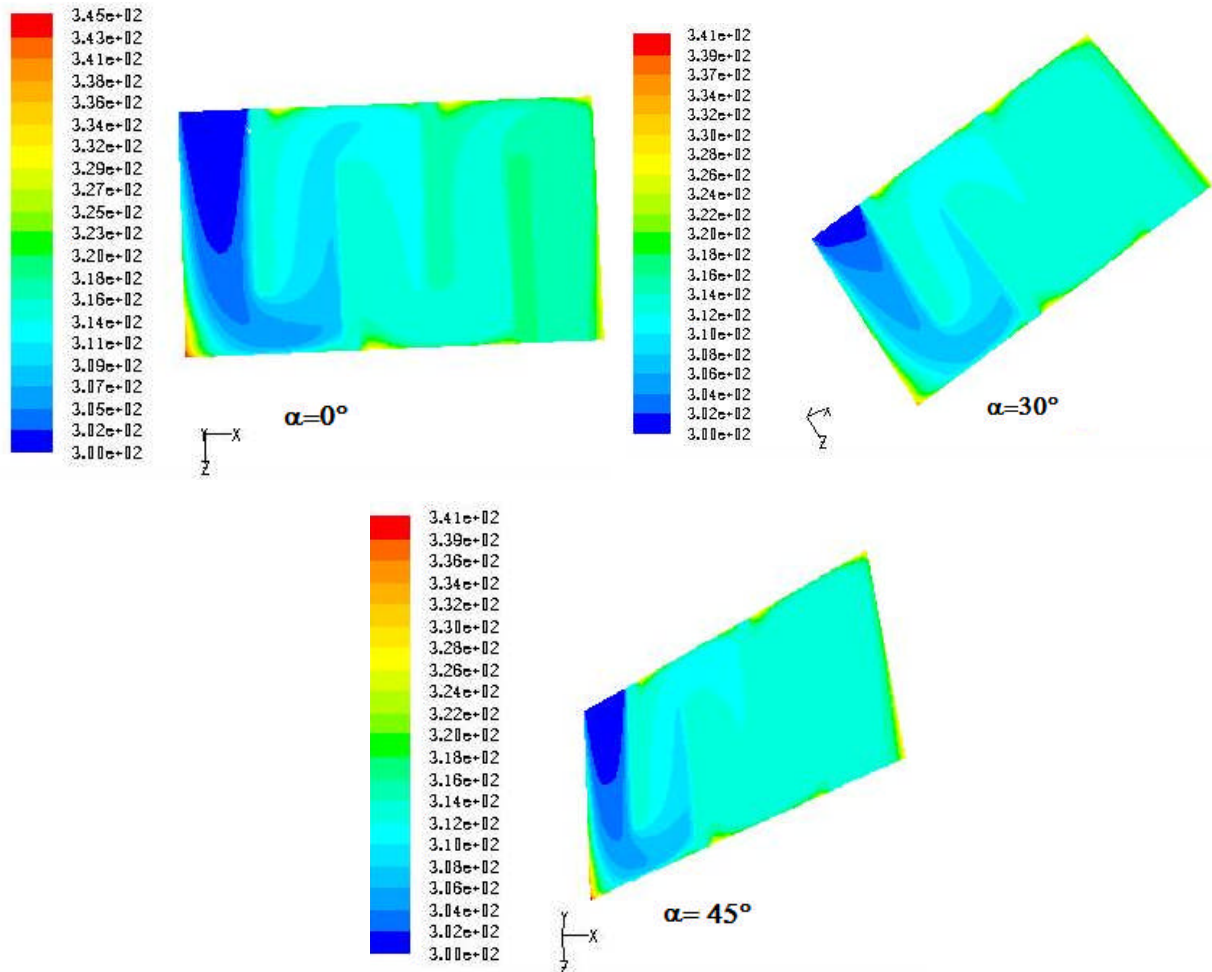 3.45e+02
3.43e+02
3.41e+02
3.38e+02
3.36e+02
3.34e+02
3.32e+02
3.29e+02
3.27e+02
3.25e+02
3.23e+02
3.20e+02
3.18e+02
3.16e+02
3.14e+02
3.11e+02
3.09e+02
3.07e+02
3.05e+02
3.02e+02
3.00e+02
Y X
Z
α=0°
3.41e+02
3.39e+02
3.37e+02
3.34e+02
3.32e+02
3.30e+02
3.28e+02
3.26e+02
3.24e+02
3.22e+02
3.20e+02
3.18e+02
3.16e+02
3.14e+02
3.12e+02
3.10e+02
3.08e+02
3.06e+02
3.04e+02
3.02e+02
3.00e+02
X
Z
α=30°
3.41e+02
3.39e+02
3.36e+02
3.34e+02
3.32e+02
3.30e+02
3.28e+02
3.26e+02
3.24e+02
3.22e+02
3.20e+02
3.18e+02
3.16e+02
3.14e+02
3.12e+02
3.10e+02
3.08e+02
3.06e+02
3.04e+02
3.02e+02
3.00e+02
Y
X
Z
α= 45°